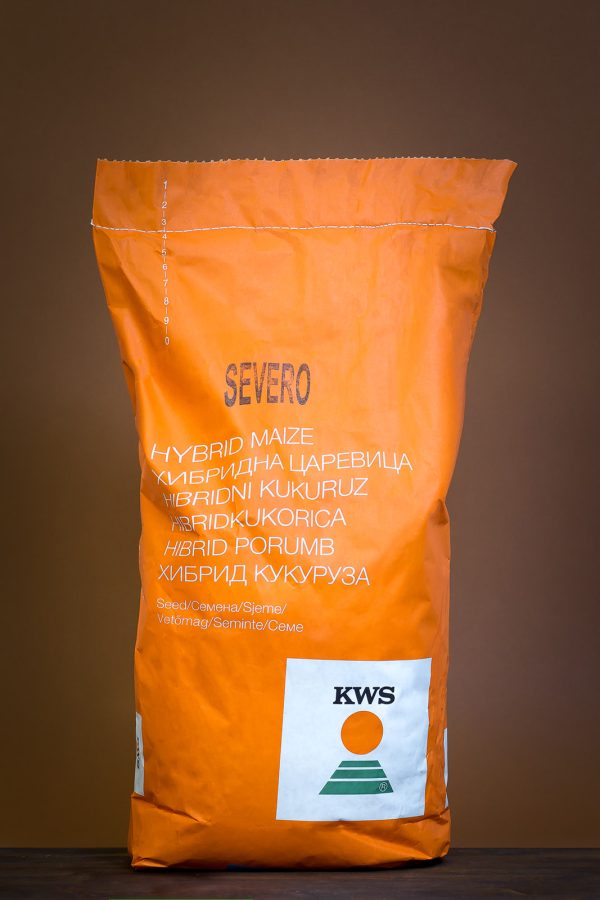 1-2-3-4-5-6-7-8-9-0
SEVERO
HYBRID MAIZE
ХИБРИДНА ЦАРЕВИЦА
HIBRIDNI KUKURUZ
HIBRIDKUKORICA
HIBRID PORUMB
ХИБРИД КУКУРУЗА
Seed/Семена/Sjeme/
Vetőmag/Seminte/Семе
KWS
®